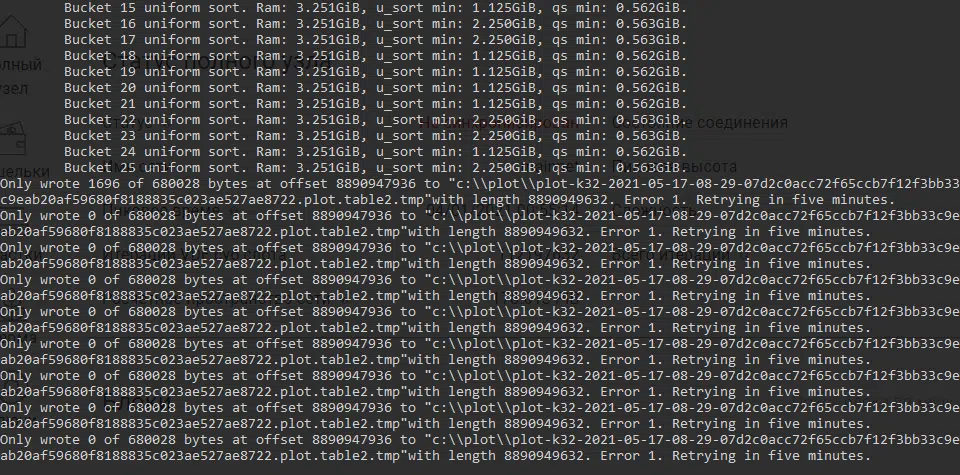 Bucket 15 uniform sort. Ram: 3.251GiB, u_sort min: 1.125GiB, qs min: 0.562GiB.
Bucket 16 uniform sort. Ram: 3.251GiB, u_sort min: 2.250GiB, qs min: 0.563GiB.
Bucket 17 uniform sort. Ram: 3.251GiB, u_sort min: 2.250GiB, qs min: 0.563GiB.
Bucket 18 uniform sort. Ram: 3.251GiB, u_sort min: 1.125GiB, qs min: 0.562GiB.
Bucket 19 uniform sort. Ram: 3.251GiB, u_sort min: 1.125GiB, qs min: 0.562GiB.
Bucket 20 uniform sort. Ram: 3.251GiB, u_sort min: 1.125GiB, qs min: 0.562GiB.
Bucket 21 uniform sort. Ram: 3.251GiB, u_sort min: 1.125GiB, qs min: 0.562GiB.
Bucket 22 uniform sort. Ram: 3.251GiB, u_sort min: 2.250GiB, qs min: 0.563GiB.
Bucket 23 uniform sort. Ram: 3.251GiB, u_sort min: 2.250GiB, qs min: 0.563GiB.
Bucket 24 uniform sort. Ram: 3.251GiB, u_sort min: 1.125GiB, qs min: 0.562GiB.
Bucket 25 uniform sort. Ram: 3.251GiB, u_sort min: 2.250GiB, qs min: 0.563GiB.
Only wrote 1696 of 680028 bytes at offset 8890947936 to "c:\\plot\\plot-k32-2021-05-17-08-29-07d2c0acc72f65ccb7f12f3bb33
c9eab20af59680f8188835c023ae527ae8722.plot.table2.tmp"with length 8890949632. Error 1. Retrying in five minutes.
Only wrote 0 of 680028 bytes at offset 8890947936 to "c:\\plot\\plot-k32-2021-05-17-08-29-07d2c0acc72f65ccb7f12f3bb33c9e
ab20af59680f8188835c023ae527ae8722.plot.table2.tmp"with length 8890949632. Error 1. Retrying in five minutes.
Only wrote 0 of 680028 bytes at offset 8890947936 to "c:\\plot\\plot-k32-2021-05-17-08-29-07d2c0acc72f65ccb7f12f3bb33c9e
ab20af59680f8188835c023ae527ae8722.plot.table2.tmp"with length 8890949632. Error 1. Retrying in five minutes.
Only wrote 0 of 680028 bytes at offset 8890947936 to "c:\\plot\\plot-k32-2021-05-17-08-29-07d2c0acc72f65ccb7f12f3bb33c9e
ab20af59680f8188835c023ae527ae8722.plot.table2.tmp"with length 8890949632. Error 1. Retrying in five minutes.
Only wrote 0 of 680028 bytes at offset 8890947936 to "c:\\plot\\plot-k32-2021-05-17-08-29-07d2c0acc72f65ccb7f12f3bb33c9e
ab20af59680f8188835c023ae527ae8722.plot.table2.tmp"with length 8890949632. Error 1. Retrying in five minutes.
Only wrote 0 of 680028 bytes at offset 8890947936 to "c:\\plot\\plot-k32-2021-05-17-08-29-07d2c0acc72f65ccb7f12f3bb33c9e
ab20af59680f8188835c023ae527ae8722.plot.table2.tmp"with length 8890949632. Error 1. Retrying in five minutes.
Only wrote 0 of 680028 bytes at offset 8890947936 to "c:\\plot\\plot-k32-2021-05-17-08-29-07d2c0acc72f65ccb7f12f3bb33c9e
ab20af59680f8188835c023ae527ae8722.plot.table2.tmp"with length 8890949632. Error 1. Retrying in five minutes.
Only wrote 0 of 680028 bytes at offset 8890947936 to "c:\\plot\\plot-k32-2021-05-17-08-29-07d2c0acc72f65ccb7f12f3bb33c9e
ab20af59680f8188835c023ae527ae8722.plot.table2.tmp"with length 8890949632. Error 1. Retrying in five minutes.
Only wrote 0 of 680028 bytes at offset 8890947936 to "c:\\plot\\plot-k32-2021-05-17-08-29-07d2c0acc72f65ccb7f12f3bb33c9e
ab20af59680f8188835c023ae527ae8722.plot.table2.tmp"with length 8890949632. Error 1. Retrying in five minutes.